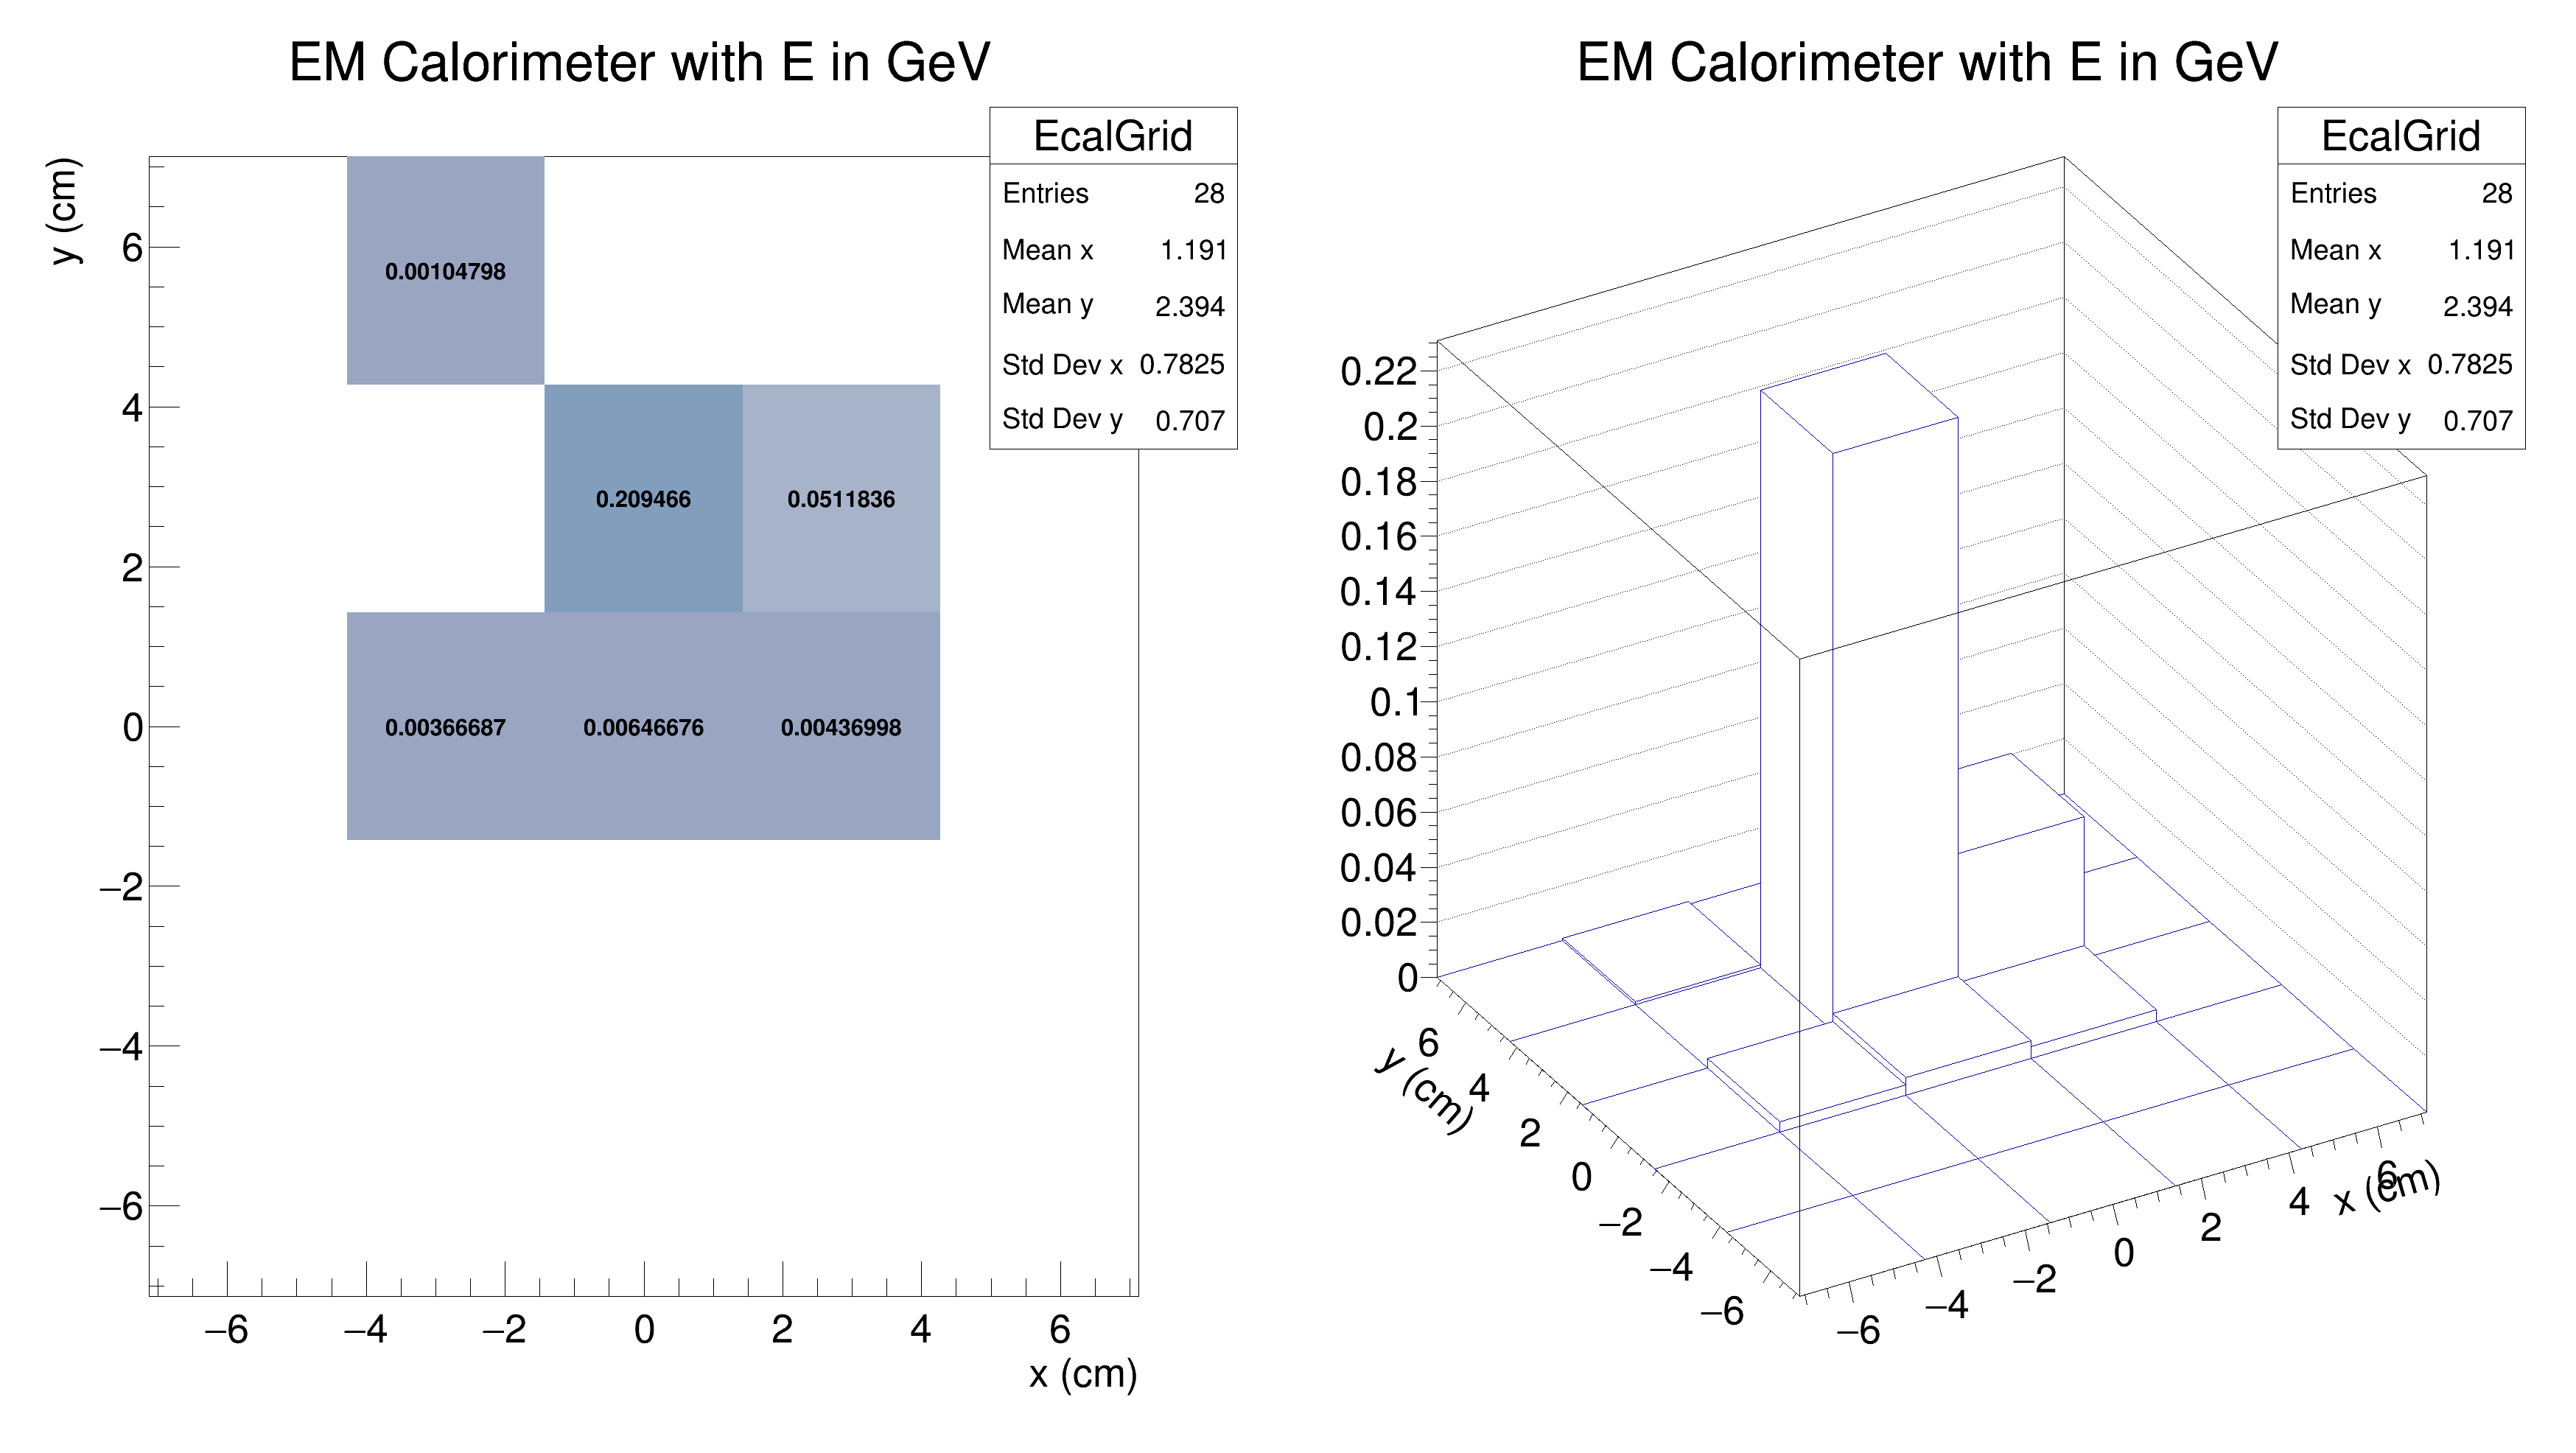 EM Calorimeter with E in GeV
EcalGrid
Entries 28
Mean x 1.191
Mean y 2.394
Std Dev x 0.7825
Std Dev y 0.707
y (cm)
6
4
2
0
−2
−4
−6
0.00104798
0.209466 0.0511836
0.00366687 0.00646676 0.00436998
−6 −4 −2 0 2 4 6
x (cm)
EM Calorimeter with E in GeV
EcalGrid
Entries 28
Mean x 1.191
Mean y 2.394
Std Dev x 0.7825
Std Dev y 0.707
0.22
0.2
0.18
0.16
0.14
0.12
0.1
0.08
0.06
0.04
0.02
0
y (cm)
6
4
2
0
−2
−4
−6
−6 −4 −2 0 2 4 6
x (cm)